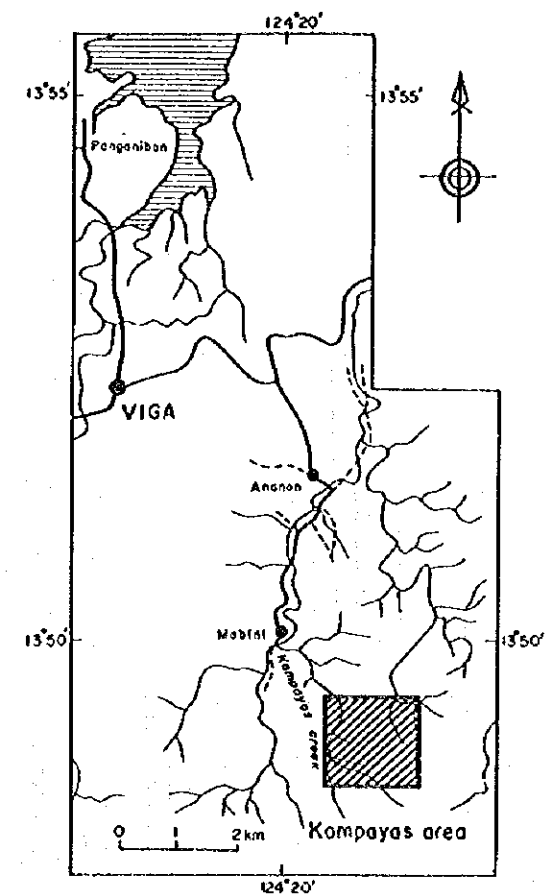 124°20'
13°55'
13°55'
Panganiban
VIGA
Ananon
13°50'
Mabini
13°50'
Kompayas creek
0 1 2km
Kompayas area
124°20'